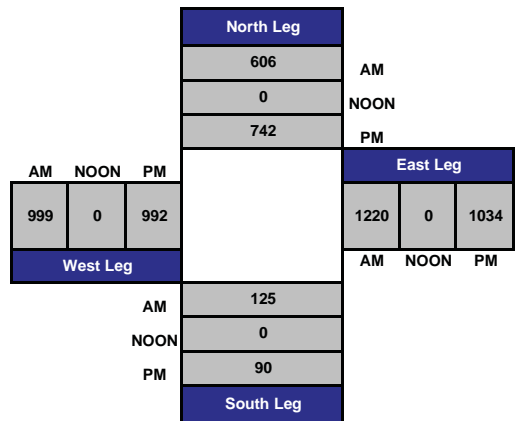 North Leg
606
AM
0
NOON
742
PM
East Leg
AM NOON PM
999 0 992
1220 0 1034
West Leg
AM NOON PM
AM
125
NOON
0
PM
90
South Leg